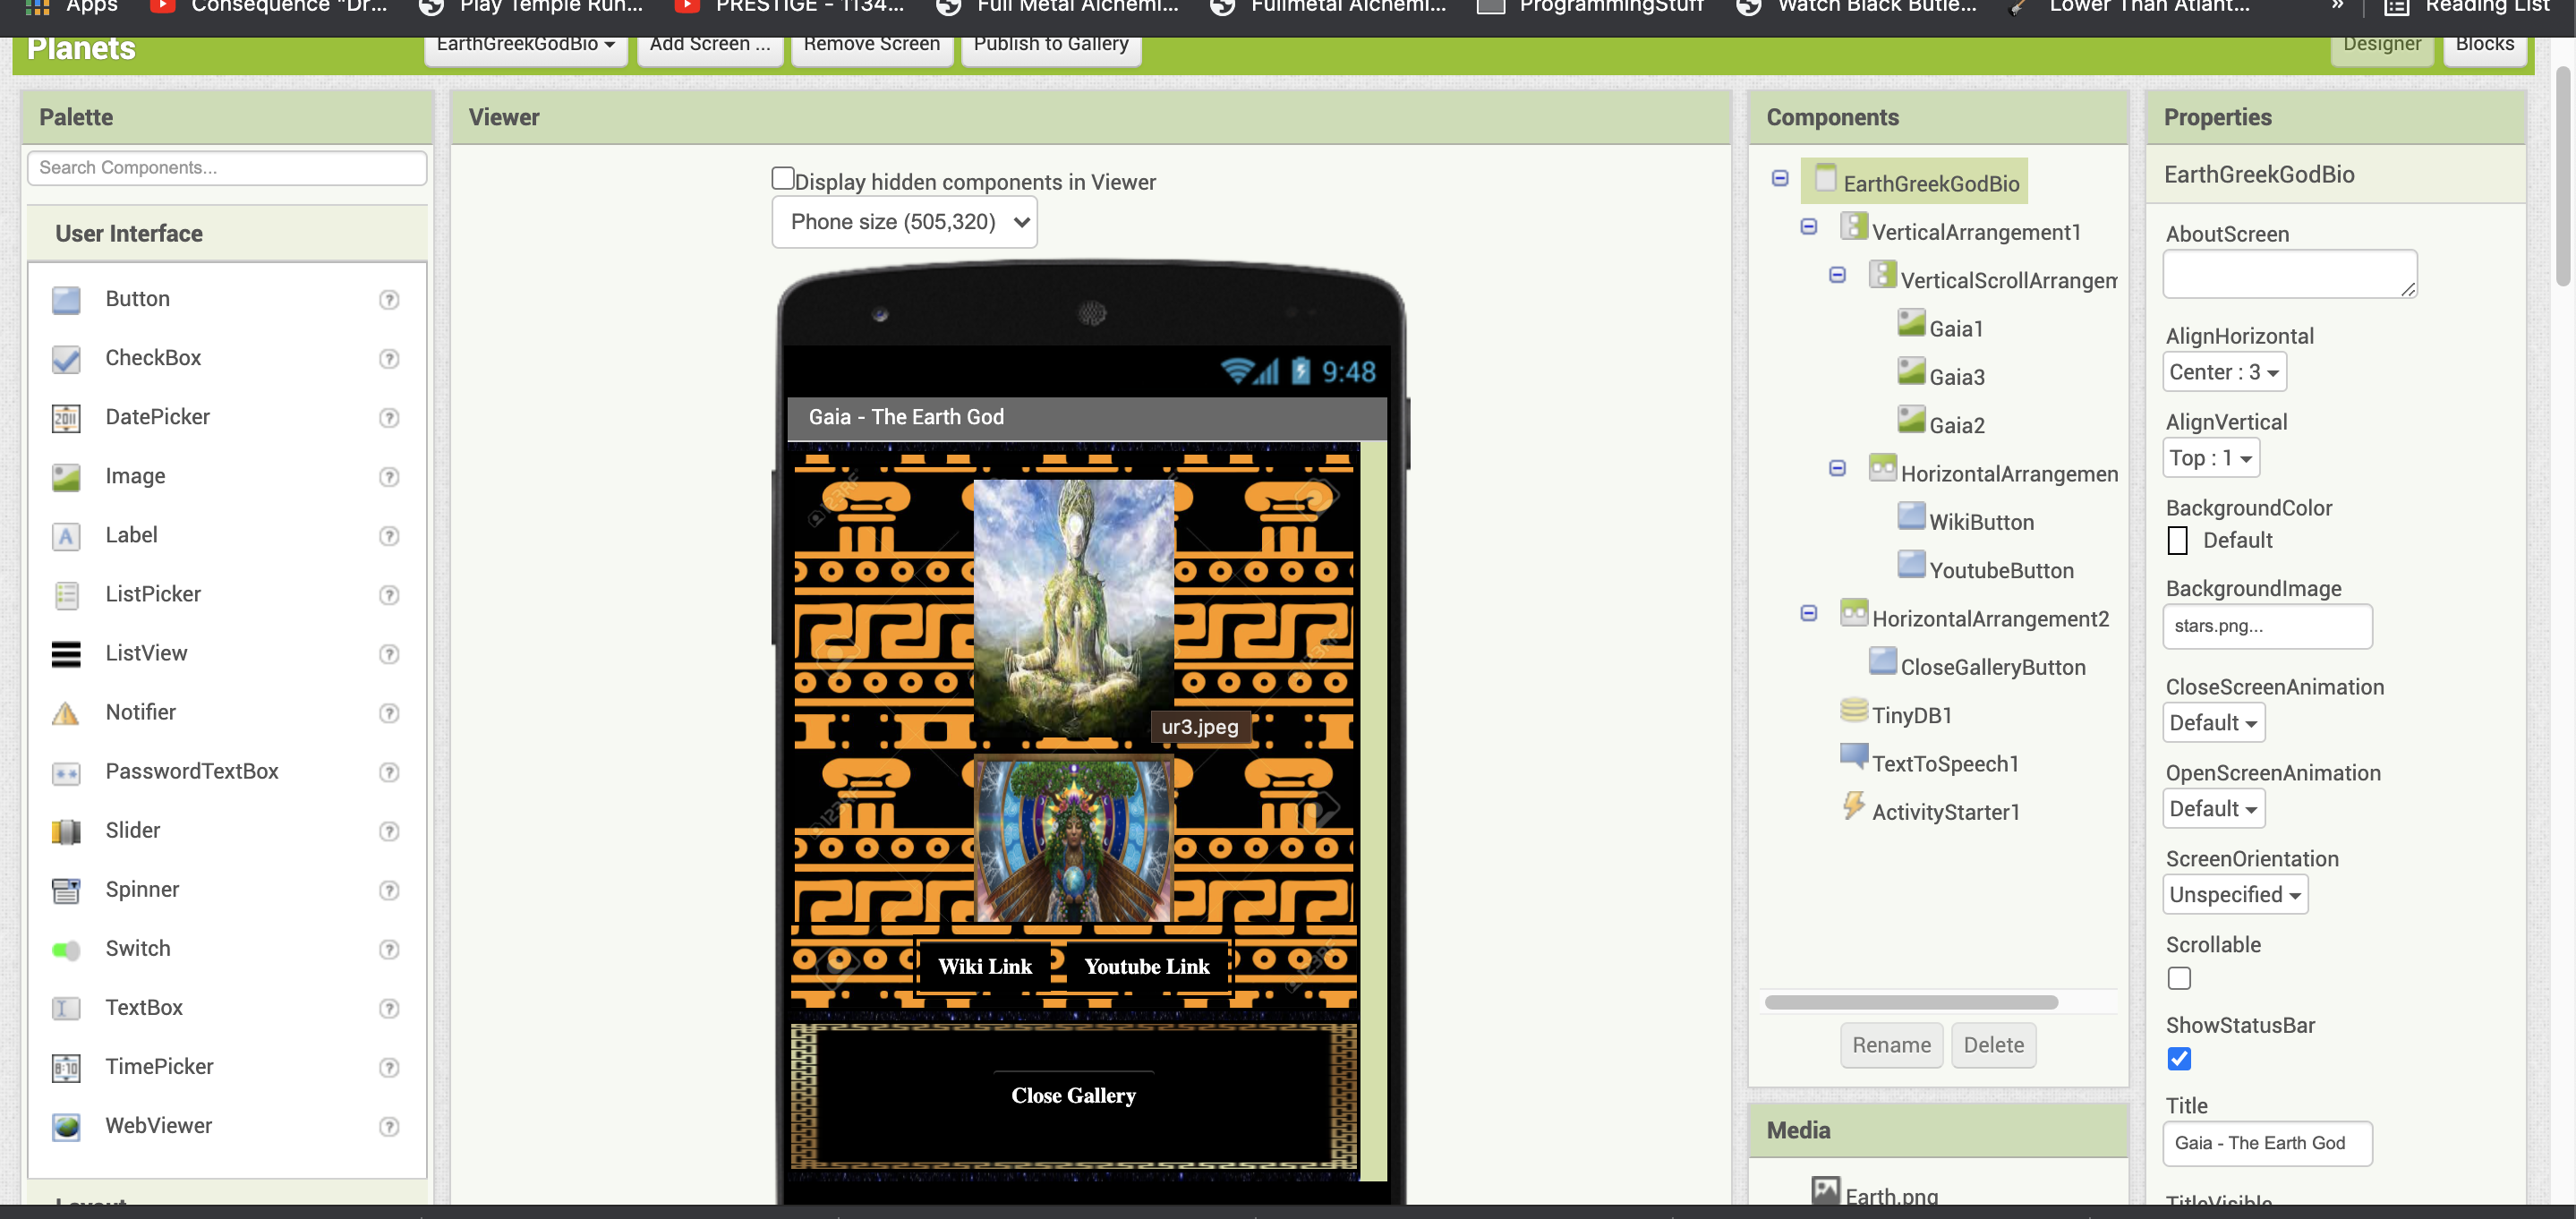 Apps
Consequence "Dr...
Play Temple Run...
PRESTIGE - 1134...
Full Metal Alchemi...
Fullmetal Alchemi...
ProgrammingStuff
Watch Black Butle...
Lower Than Atlant...
»
Reading List
Planets
EarthGreekGodBio
Add Screen ...
Remove Screen
Publish to Gallery
Designer
Blocks
Palette
Search Components...
User Interface
Button
CheckBox
DatePicker
Image
Label
ListPicker
ListView
Notifier
PasswordTextBox
Slider
Spinner
Switch
TextBox
TimePicker
WebViewer
Layout
Viewer
Display hidden components in Viewer
Phone size (505,320)
9:48
Gaia - The Earth God
123RF
ur3.jpeg
Wiki Link
Youtube Link
Close Gallery
Components
EarthGreekGodBio
VerticalArrangement1
VerticalScrollArrangem
Gaia1
Gaia3
Gaia2
HorizontalArrangemen
WikiButton
YoutubeButton
HorizontalArrangement2
CloseGalleryButton
TinyDB1
TextToSpeech1
ActivityStarter1
Rename
Delete
Media
Earth.png
Properties
EarthGreekGodBio
AboutScreen
AlignHorizontal
Center : 3
AlignVertical
Top : 1
BackgroundColor
Default
BackgroundImage
stars.png...
CloseScreenAnimation
Default
OpenScreenAnimation
Default
ScreenOrientation
Unspecified
Scrollable
ShowStatusBar
Title
Gaia - The Earth God
TitleVisible